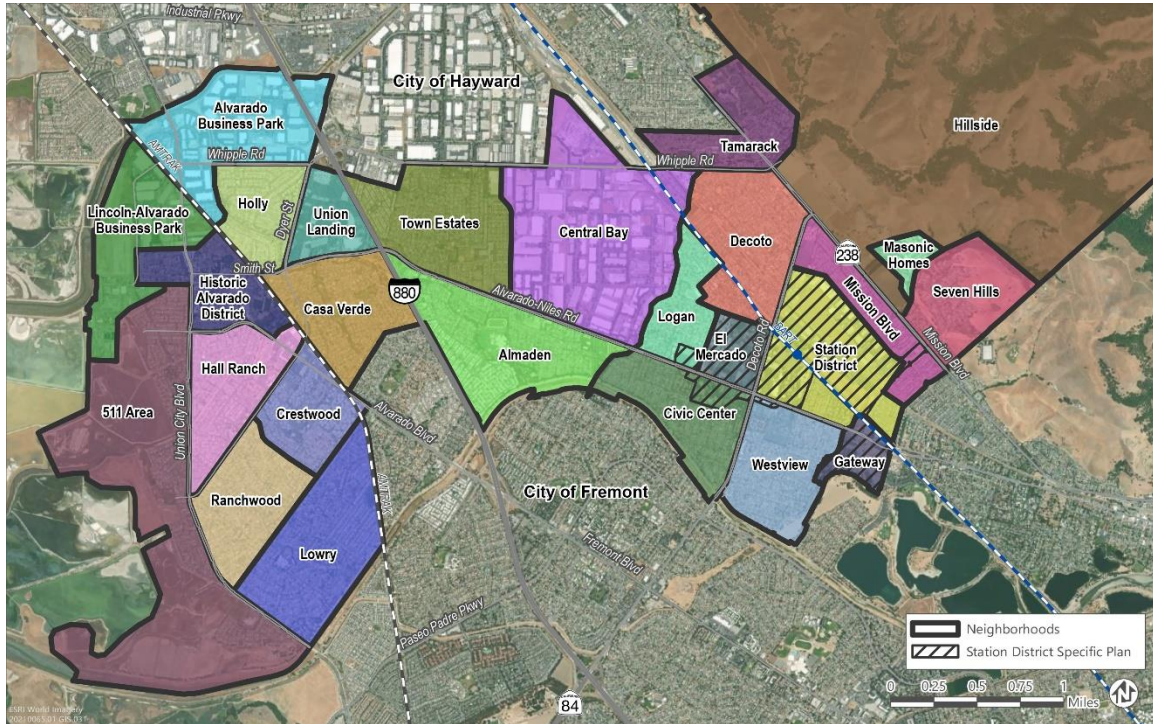 Industrial Pkwy
City of Hayward
Alvarado
Business Park
AMTRAK
Whipple Rd
Tamarack
Whipple Rd
Hillside
Holly
Dyer St
Union
Landing
Town Estates
Central Bay
Lincoln-Alvarado
Business Park
Decoto
238
Masonic
Homes
Seven Hills
Smith St
Historic
Alvarado
District
Casa Verde
880
Alvarado-Niles Rd
Logan
El
Mercado
Decoto Rd
BART
Station
District
Mission Blvd
Mission Blvd
Almaden
Hall Ranch
511 Area
Union City Blvd
Crestwood
Alvarado Blvd
Civic Center
Westview
Gateway
Ranchwood
AMTRAK
City of Fremont
Lowry
Fremont Blvd
Paseo Padre Pkwy
Neighborhoods
Station District Specific Plan
0 0.25 0.5 0.75 1
Miles
N
84
ESRI World Imagery